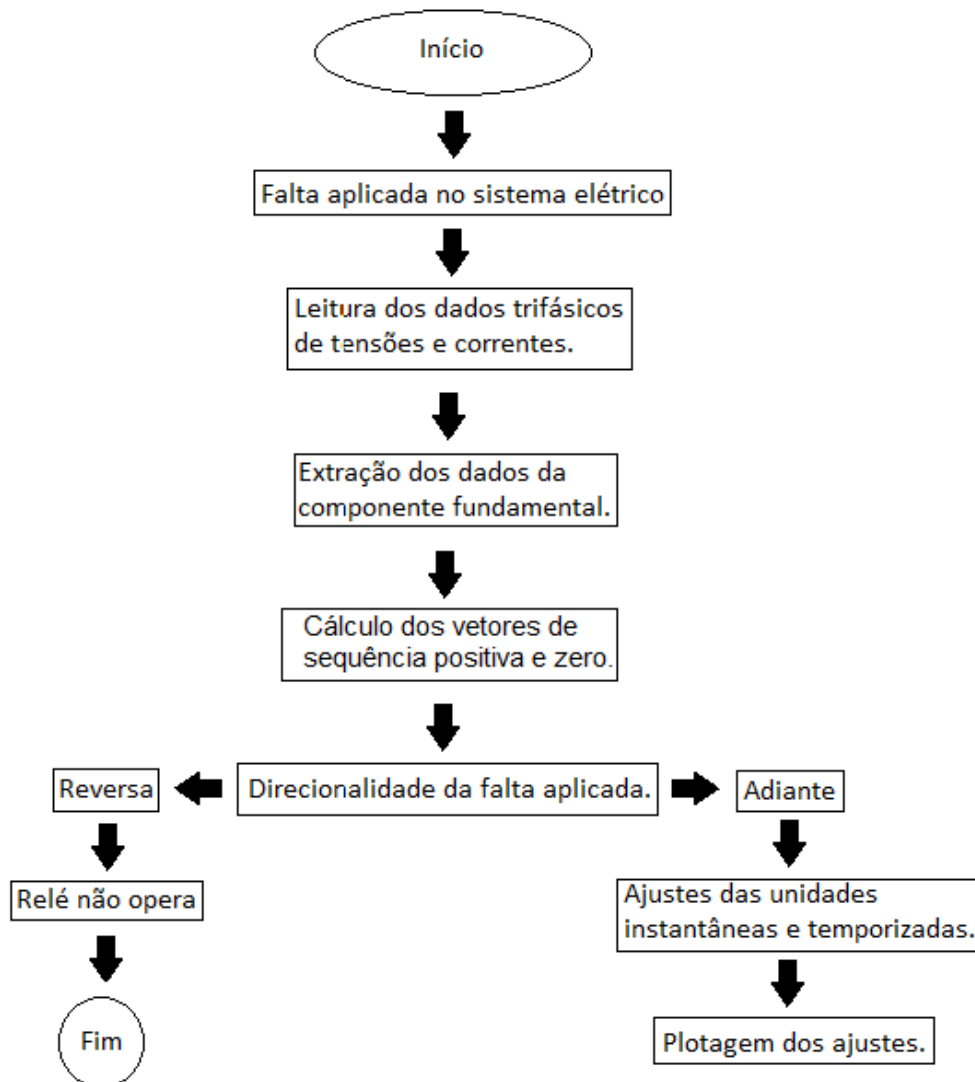 Início
Falta aplicada no sistema elétrico
Leitura dos dados trifásicos
de tensões e correntes.
Extração dos dados da
componente fundamental.
Cálculo dos vetores de
sequência positiva e zero.
Reversa
Direcionalidade da falta aplicada.
Adiante
Relé não opera
Ajustes das unidades
instantâneas e temporizadas.
Fim
Plotagem dos ajustes.